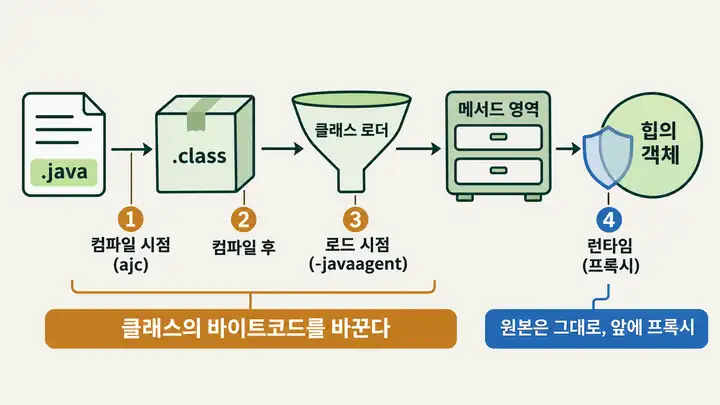 .java
.class
클래스 로더
메서드 영역
힙의
객체
1
컴파일 시점
(ajc)
2
컴파일 후
3
로드 시점
(-javaagent)
4
런타임
(프록시)
클래스의 바이트코드를 바꾼다
원본은 그대로, 앞에 프록시